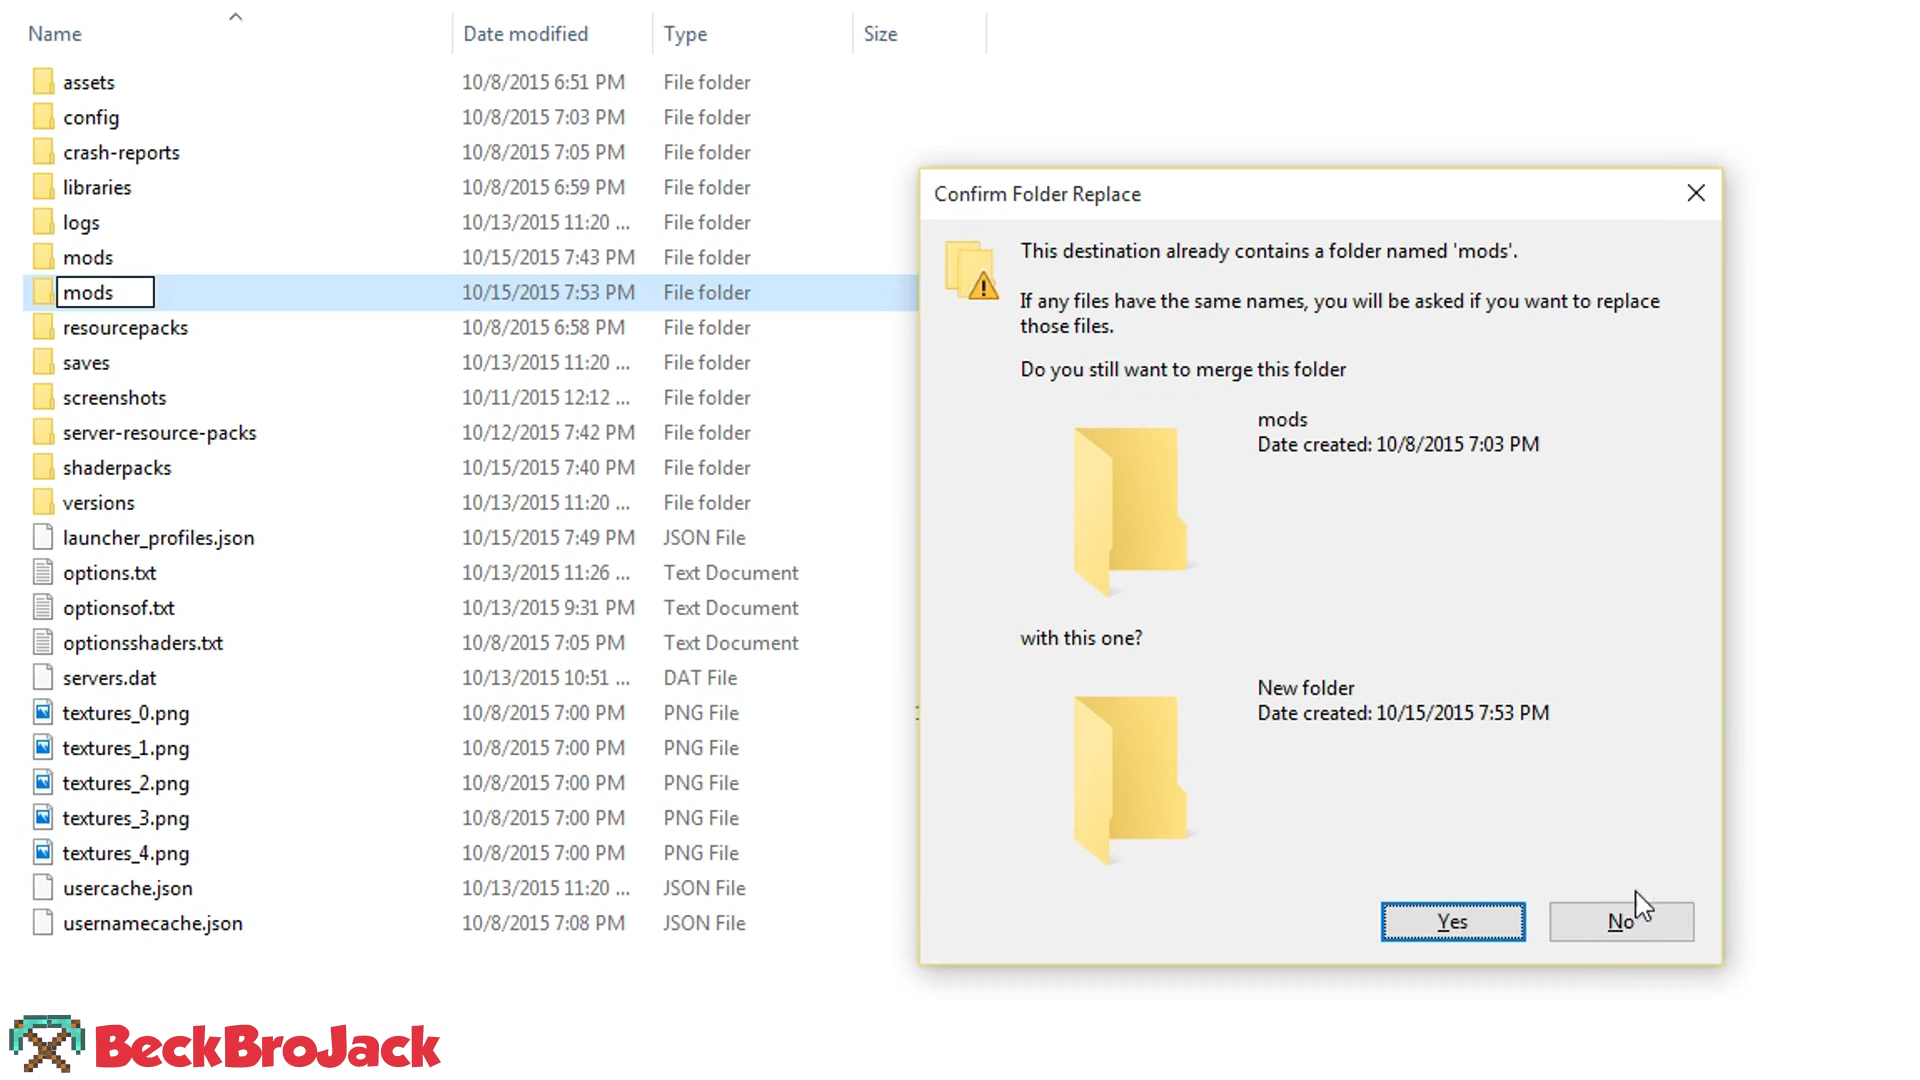 Name Date modified Type Size
assets 10/8/2015 6:51 PM File folder
config 10/8/2015 7:03 PM File folder
crash-reports 10/8/2015 7:05 PM File folder
libraries 10/8/2015 6:59 PM File folder
logs 10/13/2015 11:20 ... File folder
mods 10/15/2015 7:43 PM File folder
mods 10/15/2015 7:53 PM File folder
resourcepacks 10/8/2015 6:58 PM File folder
saves 10/13/2015 11:20 ... File folder
screenshots 10/11/2015 12:12 ... File folder
server-resource-packs 10/12/2015 7:42 PM File folder
shaderpacks 10/15/2015 7:40 PM File folder
versions 10/13/2015 11:20 ... File folder
launcher_profiles.json 10/15/2015 7:49 PM JSON File
options.txt 10/13/2015 11:26 ... Text Document
optionsof.txt 10/13/2015 9:31 PM Text Document
optionsshaders.txt 10/8/2015 7:05 PM Text Document
servers.dat 10/13/2015 10:51 ... DAT File
textures_0.png 10/8/2015 7:00 PM PNG File
textures_1.png 10/8/2015 7:00 PM PNG File
textures_2.png 10/8/2015 7:00 PM PNG File
textures_3.png 10/8/2015 7:00 PM PNG File
textures_4.png 10/8/2015 7:00 PM PNG File
usercache.json 10/13/2015 11:20 ... JSON File
usernamecache.json 10/8/2015 7:08 PM JSON File
Confirm Folder Replace
This destination already contains a folder named 'mods'.
If any files have the same names, you will be asked if you want to replace
those files.
Do you still want to merge this folder
mods
Date created: 10/8/2015 7:03 PM
with this one?
New folder
Date created: 10/15/2015 7:53 PM
Yes No
BeckBroJack